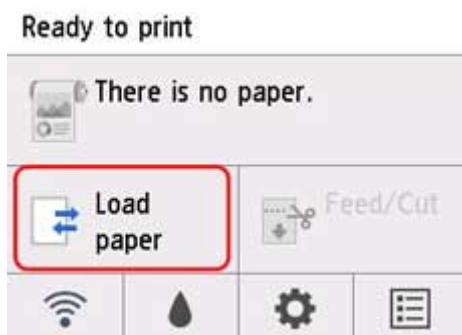 Ready to print
There is no paper.
Load
paper
Feed/Cut